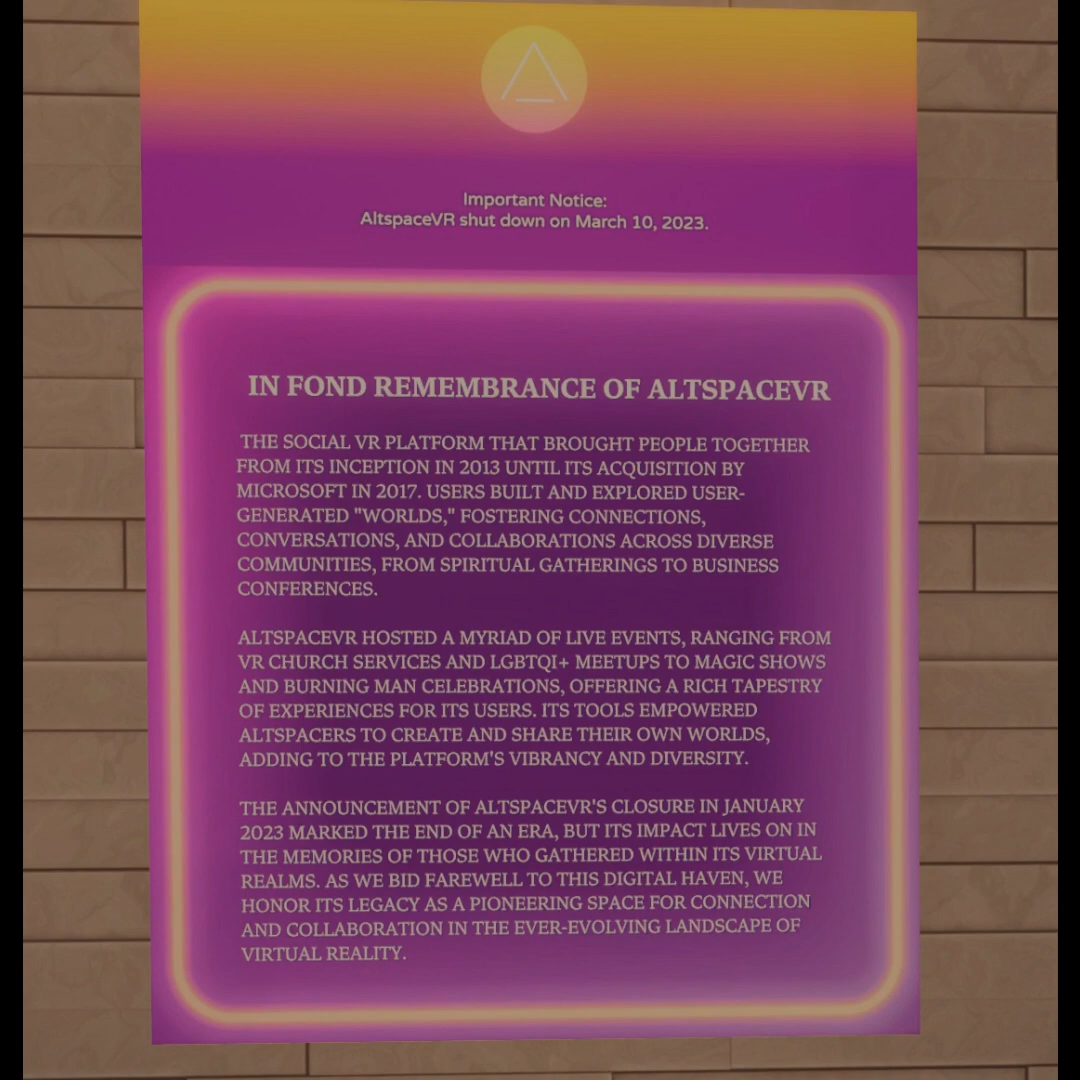 Important Notice:
AltspaceVR shut down on March 10, 2023.
IN FOND REMEMBRANCE OF ALTSPACEVR
THE SOCIAL VR PLATFORM THAT BROUGHT PEOPLE TOGETHER
FROM ITS INCEPTION IN 2013 UNTIL ITS ACQUISITION BY
MICROSOFT IN 2017. USERS BUILT AND EXPLORED USER-
GENERATED "WORLDS," FOSTERING CONNECTIONS,
CONVERSATIONS, AND COLLABORATIONS ACROSS DIVERSE
COMMUNITIES, FROM SPIRITUAL GATHERINGS TO BUSINESS
CONFERENCES.
ALTSPACEVR HOSTED A MYRIAD OF LIVE EVENTS, RANGING FROM
VR CHURCH SERVICES AND LGBTQI+ MEETUPS TO MAGIC SHOWS
AND BURNING MAN CELEBRATIONS, OFFERING A RICH TAPESTRY
OF EXPERIENCES FOR ITS USERS. ITS TOOLS EMPOWERED
ALTSPACERS TO CREATE AND SHARE THEIR OWN WORLDS,
ADDING TO THE PLATFORM'S VIBRANCY AND DIVERSITY.
THE ANNOUNCEMENT OF ALTSPACEVR'S CLOSURE IN JANUARY
2023 MARKED THE END OF AN ERA, BUT ITS IMPACT LIVES ON IN
THE MEMORIES OF THOSE WHO GATHERED WITHIN ITS VIRTUAL
REALMS. AS WE BID FAREWELL TO THIS DIGITAL HAVEN, WE
HONOR ITS LEGACY AS A PIONEERING SPACE FOR CONNECTION
AND COLLABORATION IN THE EVER-EVOLVING LANDSCAPE OF
VIRTUAL REALITY.